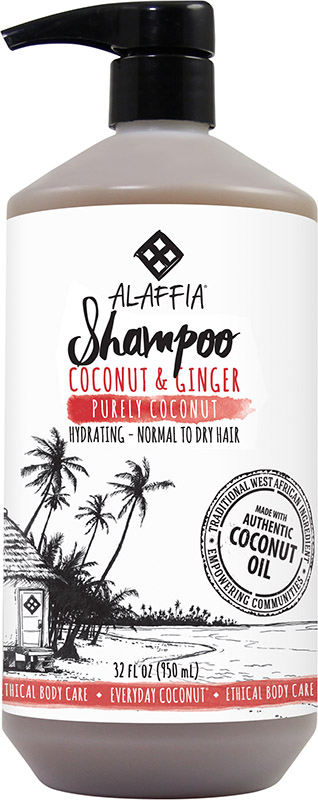 ALAFFIA®
Shampoo
COCONUT & GINGER
PURELY COCONUT
HYDRATING - NORMAL TO DRY HAIR
• TRADITIONAL WEST AFRICAN INGREDIENT •
EMPOWERING COMMUNITIES
MADE WITH
AUTHENTIC
COCONUT
OIL
32 FL OZ (950 mL)
ETHICAL BODY CARE • EVERYDAY COCONUT® • ETHICAL BODY CARE